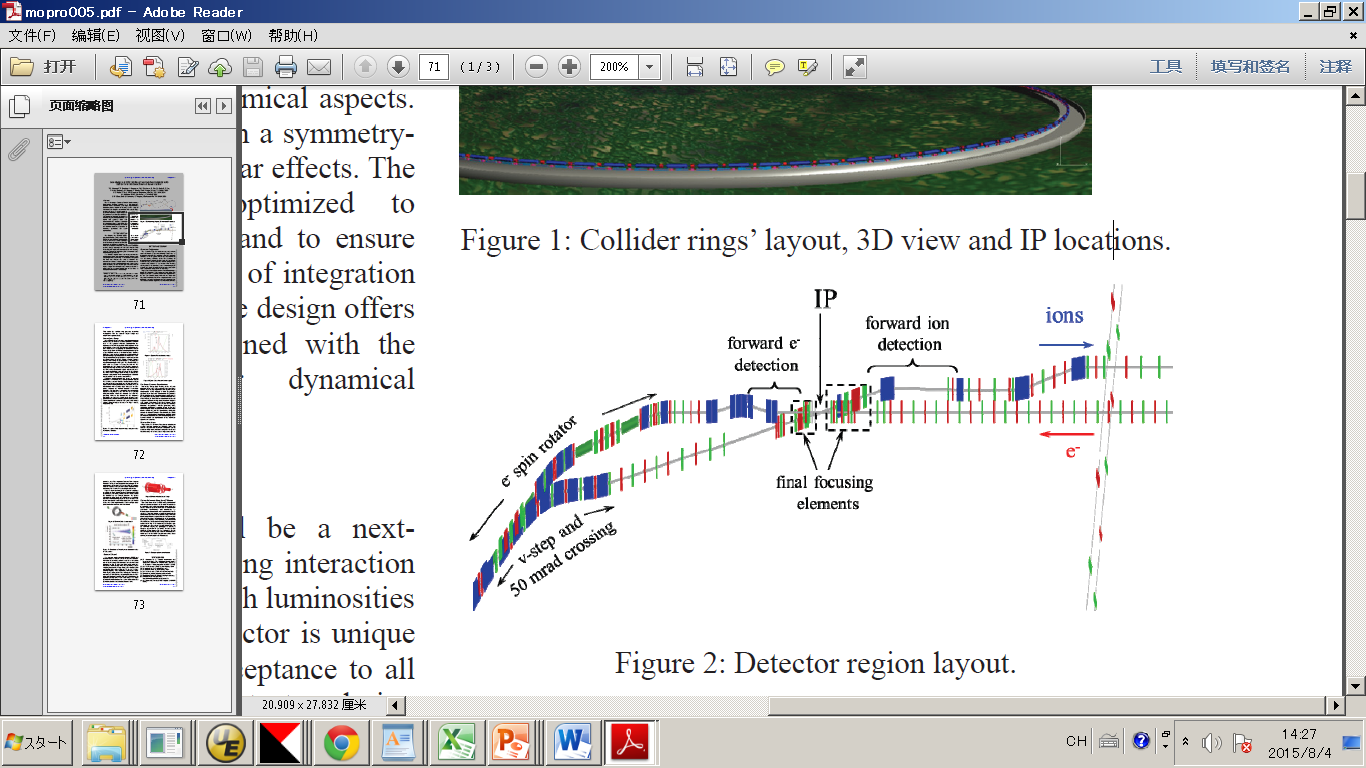 mopro005.pdf - Adobe Reader
文件(F) 编辑(E) 视图(V) 窗口(W) 帮助(H)
打开
71 (1 / 3)
200%
工具 填写和签名 注释
页面缩略图
71
72
73
mical aspects.
n a symmetry-
ar effects. The
optimized to
and to ensure
of integration
e design offers
ned with the
dynamical
l be a next-
ng interaction
h luminosities
ctor is unique
ceptance to all
Figure 1: Collider rings’ layout, 3D view and IP locations.
IP
forward e-
detection
forward ion
detection
ions
e-
e- spin rotator
v-step and
50 mrad crossing
final focusing
elements
Figure 2: Detector region layout.
20.909 x 27.832 厘米
スタート
CH
14:27
2015/8/4